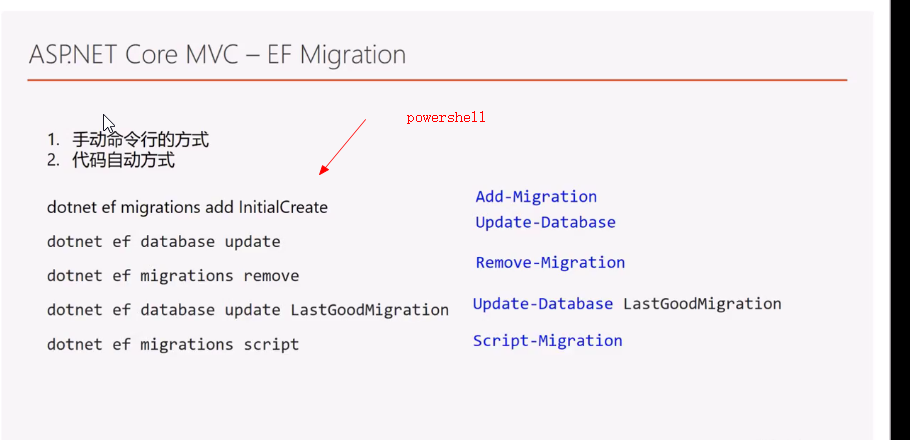 ASP.NET Core MVC – EF Migration
powershell
1. 手动命令行的方式
2. 代码自动方式
dotnet ef migrations add InitialCreate
dotnet ef database update
dotnet ef migrations remove
dotnet ef database update LastGoodMigration
dotnet ef migrations script
Add-Migration
Update-Database
Remove-Migration
Update-Database LastGoodMigration
Script-Migration